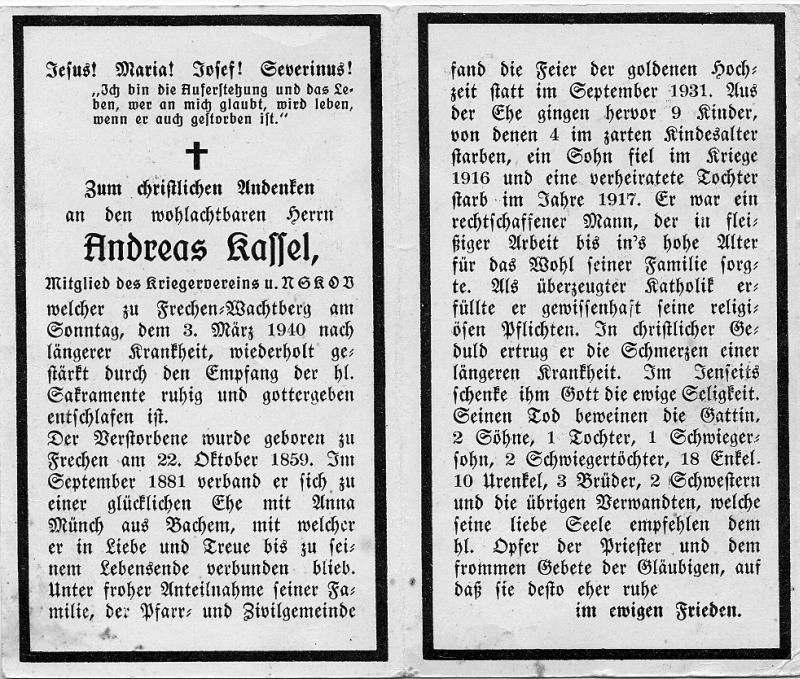 Jesus! Maria! Josef! Severinus!
„Ich bin die Auferstehung und das Le-
ben, wer an mich glaubt, wird leben,
wenn er auch gestorben ist.“
Zum christlichen Andenken
an den wohlachtbaren Herrn
Andreas Kassel,
Mitglied des Kriegervereins u. NSKOV
welcher zu Frechen-Wachtberg am
Sonntag, dem 3. März 1940 nach
längerer Krankheit, wiederholt ge-
stärkt durch den Empfang der hl.
Sakramente ruhig und gottergeben
entschlafen ist.
Der Verstorbene wurde geboren zu
Frechen am 22. Oktober 1859. Im
September 1881 verband er sich zu
einer glücklichen Ehe mit Anna
Münch aus Bachem, mit welcher
er in Liebe und Treue bis zu sei-
nem Lebensende verbunden blieb.
Unter froher Anteilnahme seiner Fa-
milie, der Pfarr- und Zivilgemeinde
fand die Feier der goldenen Hoch-
zeit statt im September 1931. Aus
der Ehe gingen hervor 9 Kinder,
von denen 4 im zarten Kindesalter
starben, ein Sohn fiel im Kriege
1916 und eine verheiratete Tochter
starb im Jahre 1917. Er war ein
rechtschaffener Mann, der in flei-
ßiger Arbeit bis in's hohe Alter
für das Wohl seiner Familie sorg-
te. Als überzeugter Katholik er-
füllte er gewissenhaft seine religi-
ösen Pflichten. In christlicher Ge-
duld ertrug er die Schmerzen einer
längeren Krankheit. Im Jenseits
schenke ihm Gott die ewige Seligkeit.
Seinen Tod beweinen die Gattin,
2 Söhne, 1 Tochter, 1 Schwieger-
sohn, 2 Schwiegertöchter, 18 Enkel.
10 Urenkel, 3 Brüder, 2 Schwestern
und die übrigen Verwandten, welche
seine liebe Seele empfehlen dem
hl. Opfer der Priester und dem
frommen Gebete der Gläubigen, auf
daß sie desto eher ruhe
im ewigen Frieden.